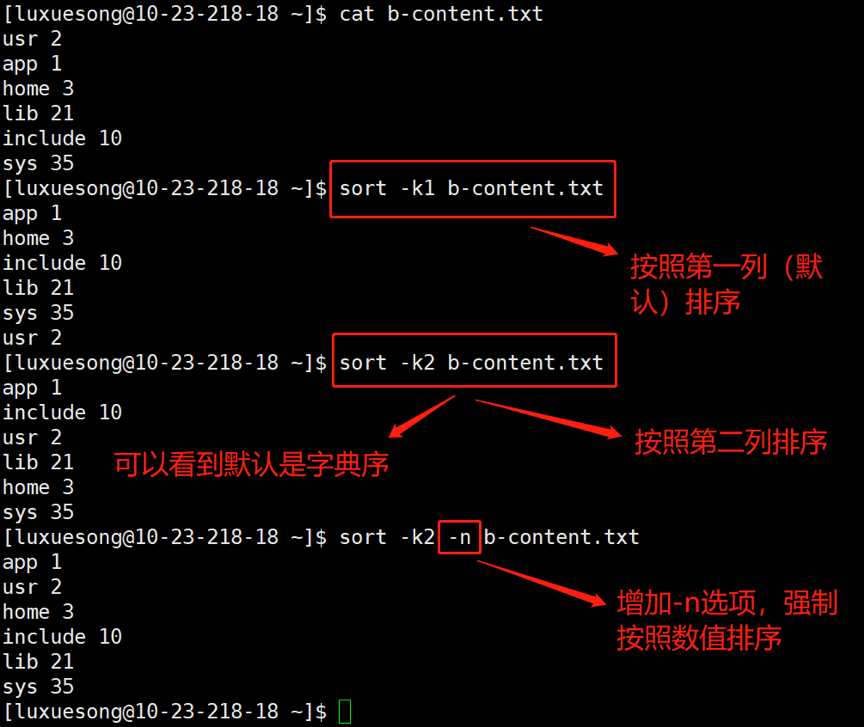 [luxuesong@10-23-218-18 ~]$ cat b-content.txt
usr 2
app 1
home 3
lib 21
include 10
sys 35
[luxuesong@10-23-218-18 ~]$ sort -k1 b-content.txt
app 1
home 3
include 10
lib 21
sys 35
usr 2
按照第一列（默
认）排序
[luxuesong@10-23-218-18 ~]$ sort -k2 b-content.txt
app 1
include 10
usr 2
lib 21
home 3
sys 35
可以看到默认是字典序
按照第二列排序
[luxuesong@10-23-218-18 ~]$ sort -k2 -n b-content.txt
app 1
usr 2
home 3
include 10
lib 21
sys 35
增加-n选项，强制
按照数值排序
[luxuesong@10-23-218-18 ~]$